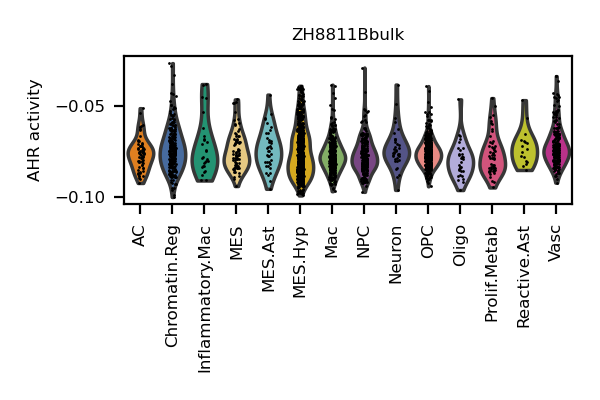 ZH8811Bbulk
AHR activity
−0.05
−0.10
AC
Chromatin.Reg
Inflammatory.Mac
MES
MES.Ast
MES.Hyp
Mac
NPC
Neuron
OPC
Oligo
Prolif.Metab
Reactive.Ast
Vasc